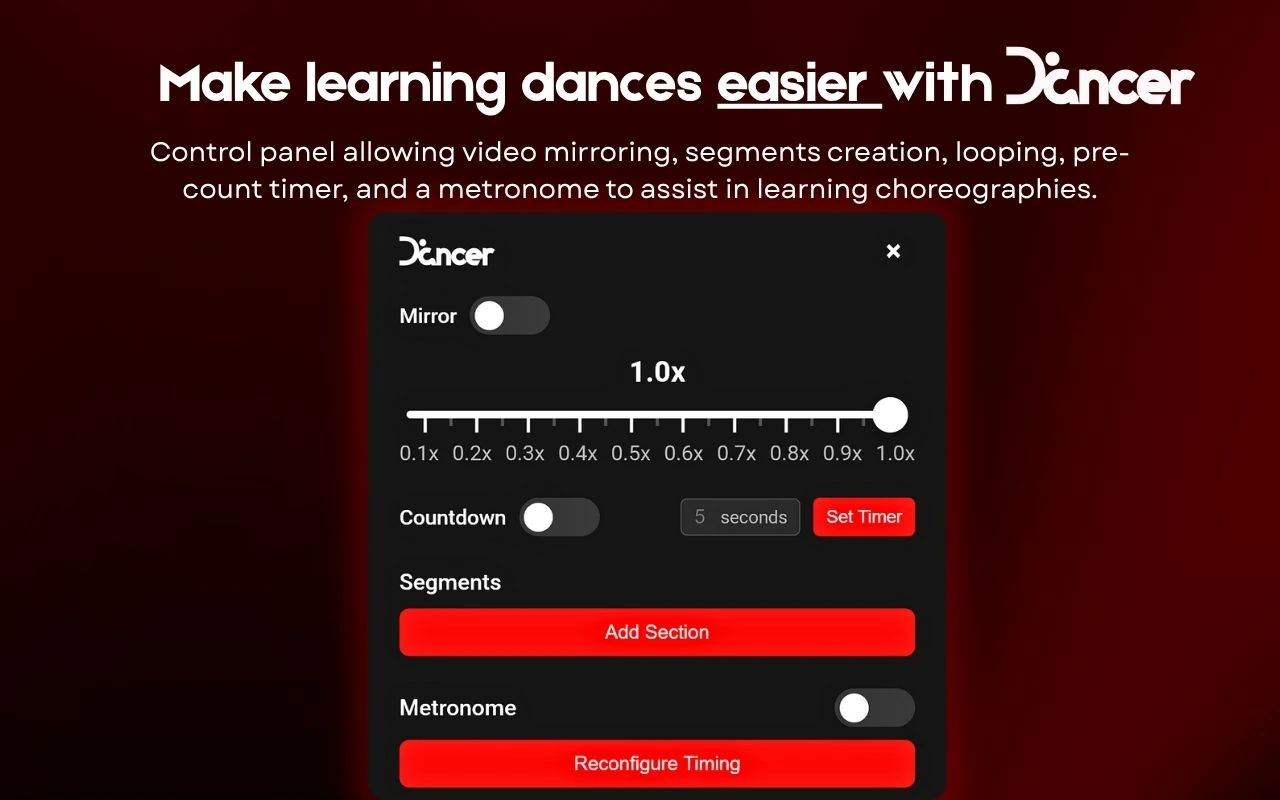 Make learning dances easier with Dancer
Control panel allowing video mirroring, segments creation, looping, pre-
count timer, and a metronome to assist in learning choreographies.
Dancer ×
Mirror
1.0x
0.1x 0.2x 0.3x 0.4x 0.5x 0.6x 0.7x 0.8x 0.9x 1.0x
Countdown 5 seconds Set Timer
Segments
Add Section
Metronome
Reconfigure Timing